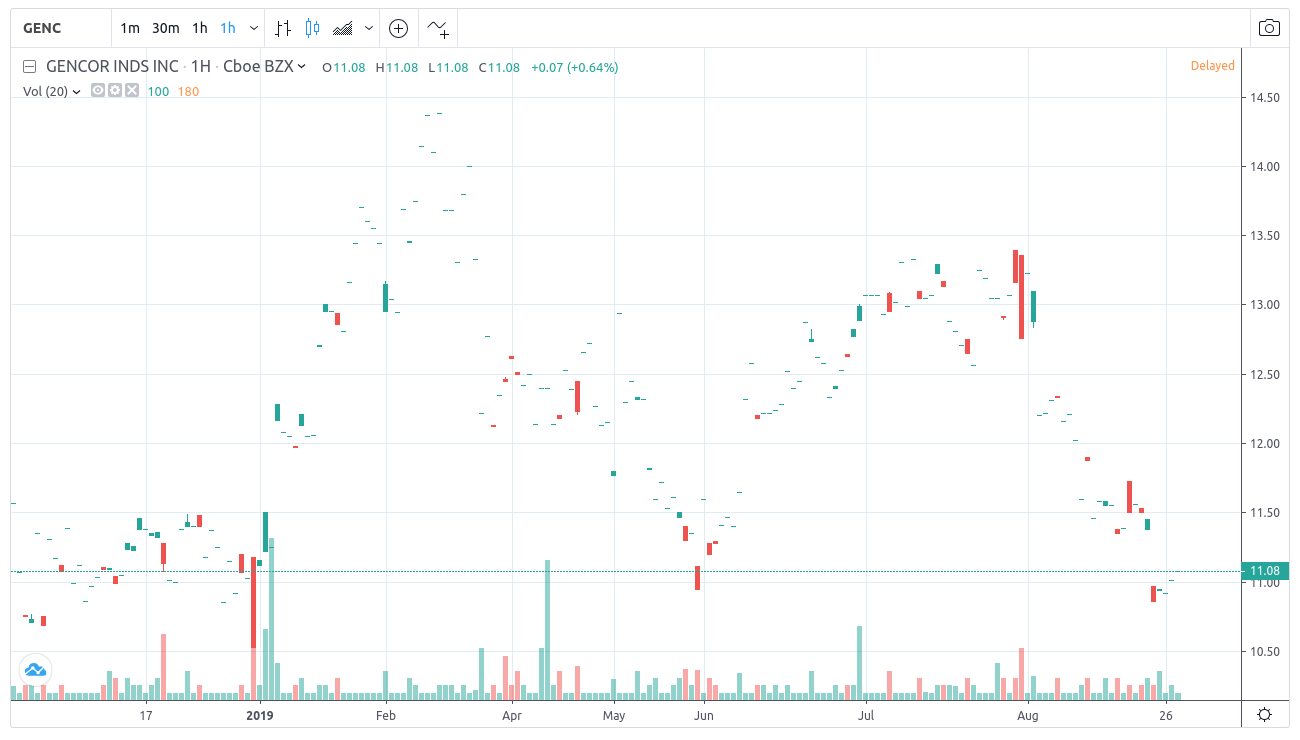 GENC 1m 30m 1h 1h
GENCOR INDS INC · 1H · Cboe BZX O11.08 H11.08 L11.08 C11.08 +0.07 (+0.64%) Delayed
Vol (20) 100 180
14.50
14.00
13.50
13.00
12.50
12.00
11.50
11.08
11.00
10.50
17 2019 Feb Apr May Jun Jul Aug 26